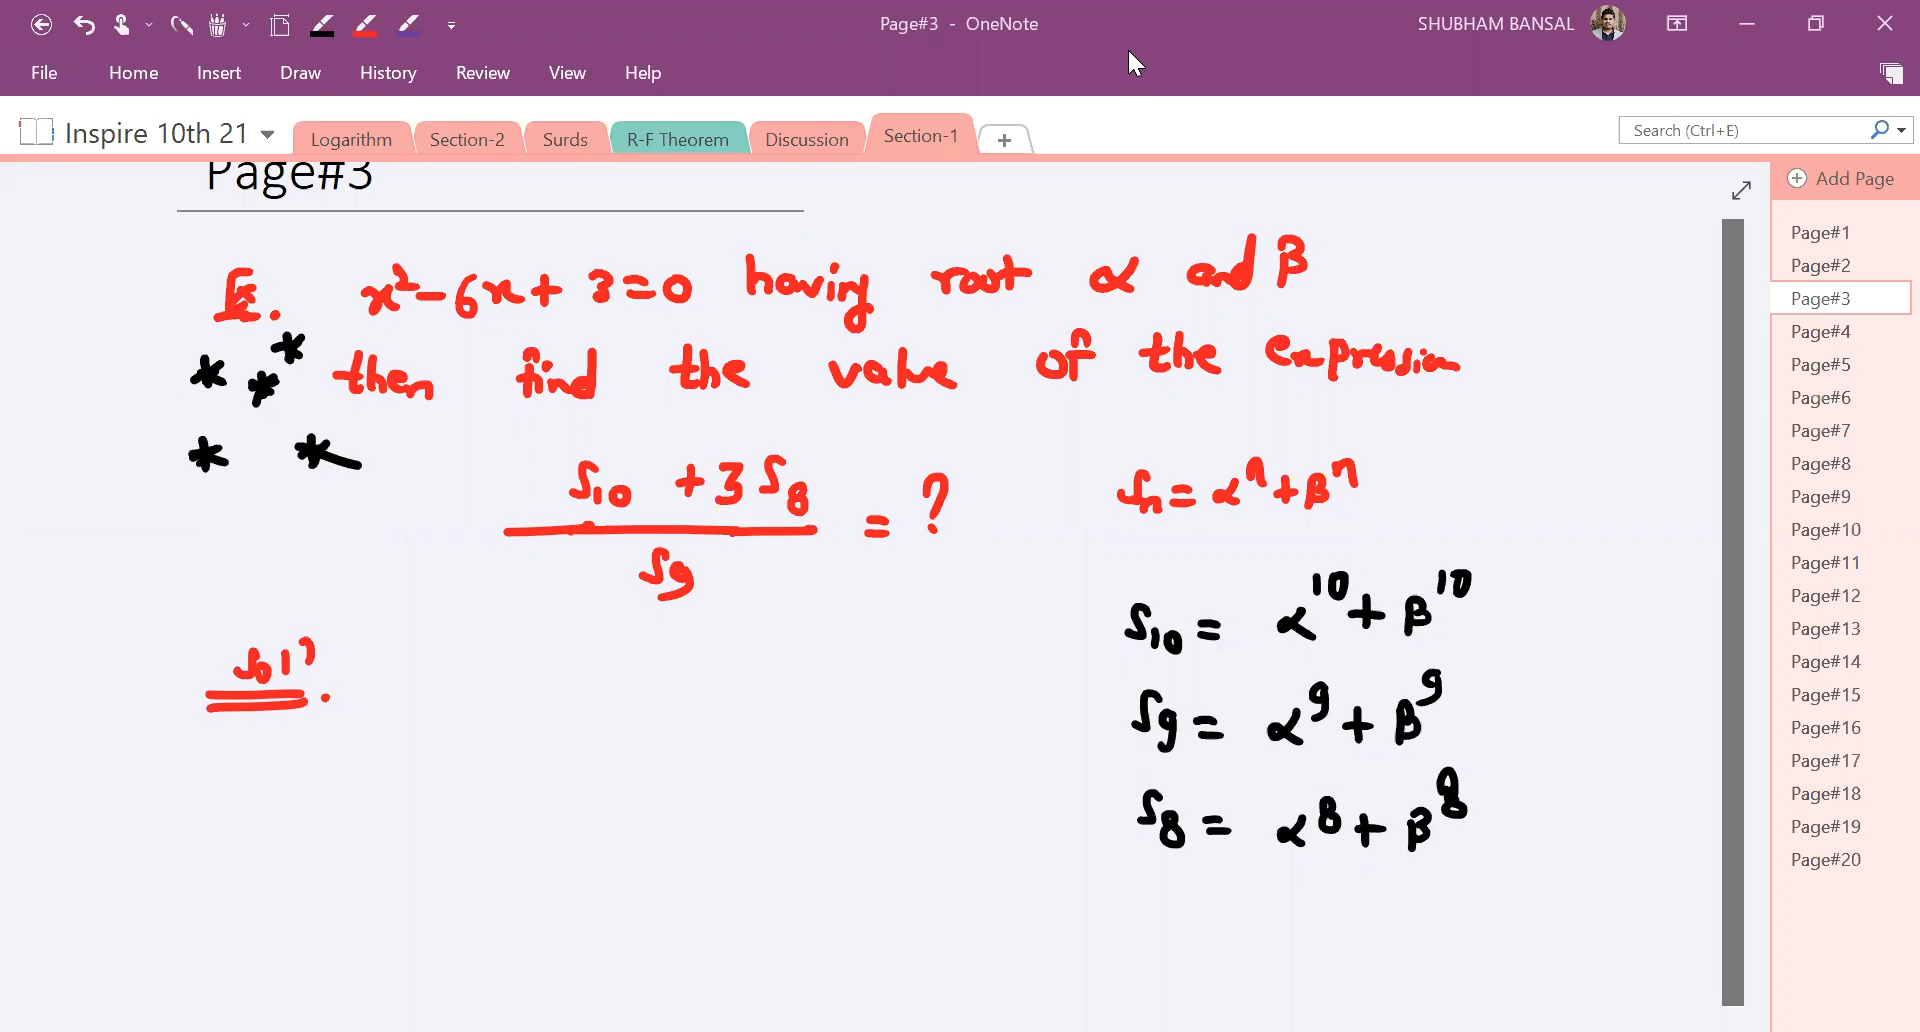 Page#3 - OneNote
SHUBHAM BANSAL
File Home Insert Draw History Review View Help
Inspire 10th 21
Logarithm Section-2 Surds R-F Theorem Discussion Section-1
Search (Ctrl+E)
Page#3
Ex. x²-6x+3=0 having root α and β
then find the value of the expression
S₁₀ + 3S₈ / S₉ = ?
Sₙ = αⁿ + βⁿ
S₁₀ = α¹⁰ + β¹⁰
S₉ = α⁹ + β⁹
S₈ = α⁸ + β⁸
Solⁿ.
Add Page
Page#1
Page#2
Page#3
Page#4
Page#5
Page#6
Page#7
Page#8
Page#9
Page#10
Page#11
Page#12
Page#13
Page#14
Page#15
Page#16
Page#17
Page#18
Page#19
Page#20